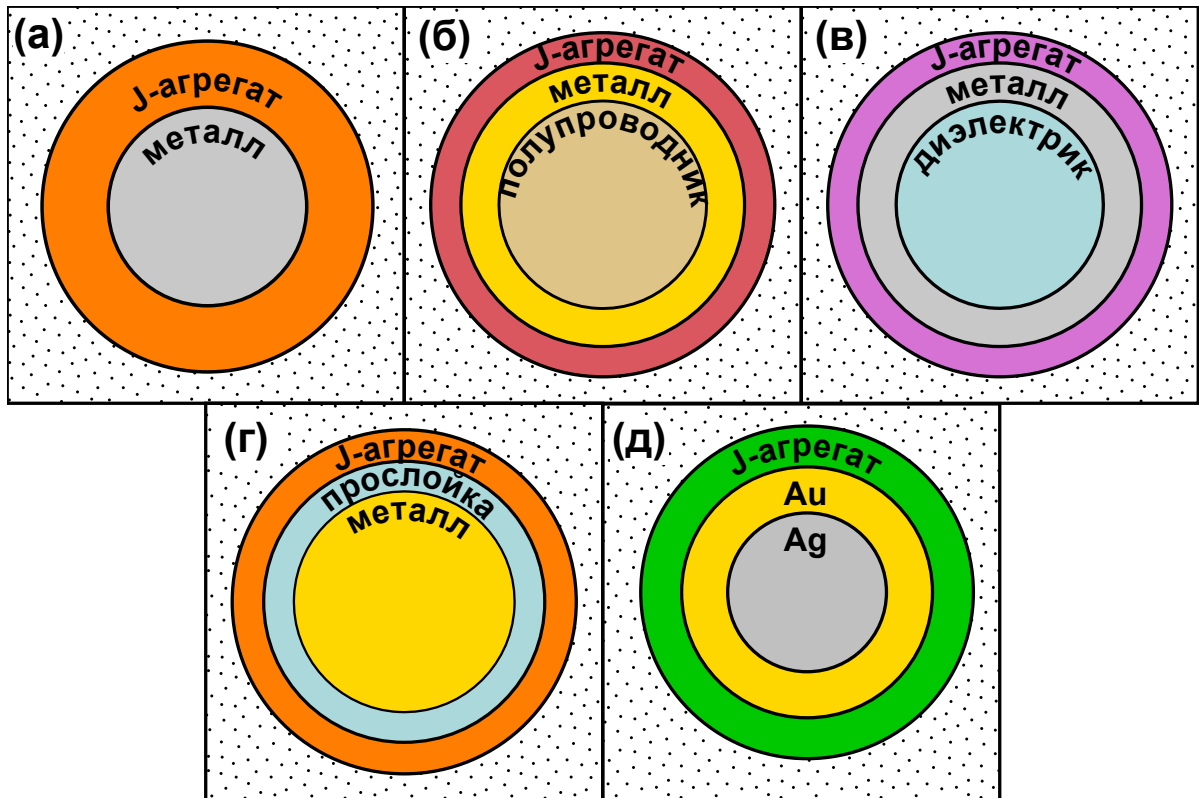 (а)
J-агрегат
металл
(б)
J-агрегат
металл
полупроводник
(в)
J-агрегат
металл
диэлектрик
(г)
J-агрегат
прослойка
металл
(д)
J-агрегат
Au
Ag